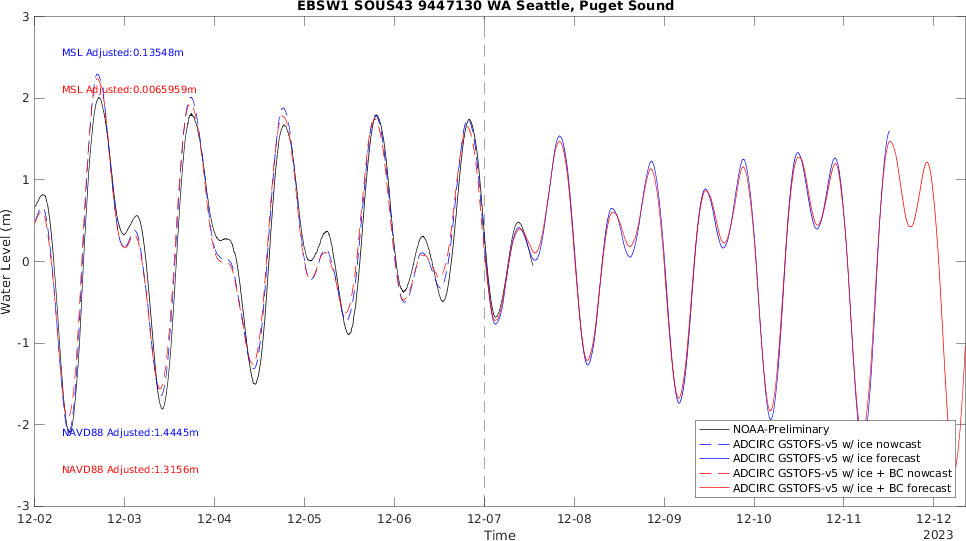 EBSW1 SOUS43 9447130 WA Seattle, Puget Sound
3
MSL Adjusted:0.13548m
MSL Adjusted:0.0065959m
2
1
Water Level (m)
0
-1
-2
NAVD88 Adjusted:1.4445m
NAVD88 Adjusted:1.3156m
-3
NOAA-Preliminary
ADCIRC GSTOFS-v5 w/ ice nowcast
ADCIRC GSTOFS-v5 w/ ice forecast
ADCIRC GSTOFS-v5 w/ ice + BC nowcast
ADCIRC GSTOFS-v5 w/ ice + BC forecast
12-02 12-03 12-04 12-05 12-06 12-07 12-08 12-09 12-10 12-11 12-12
Time
2023